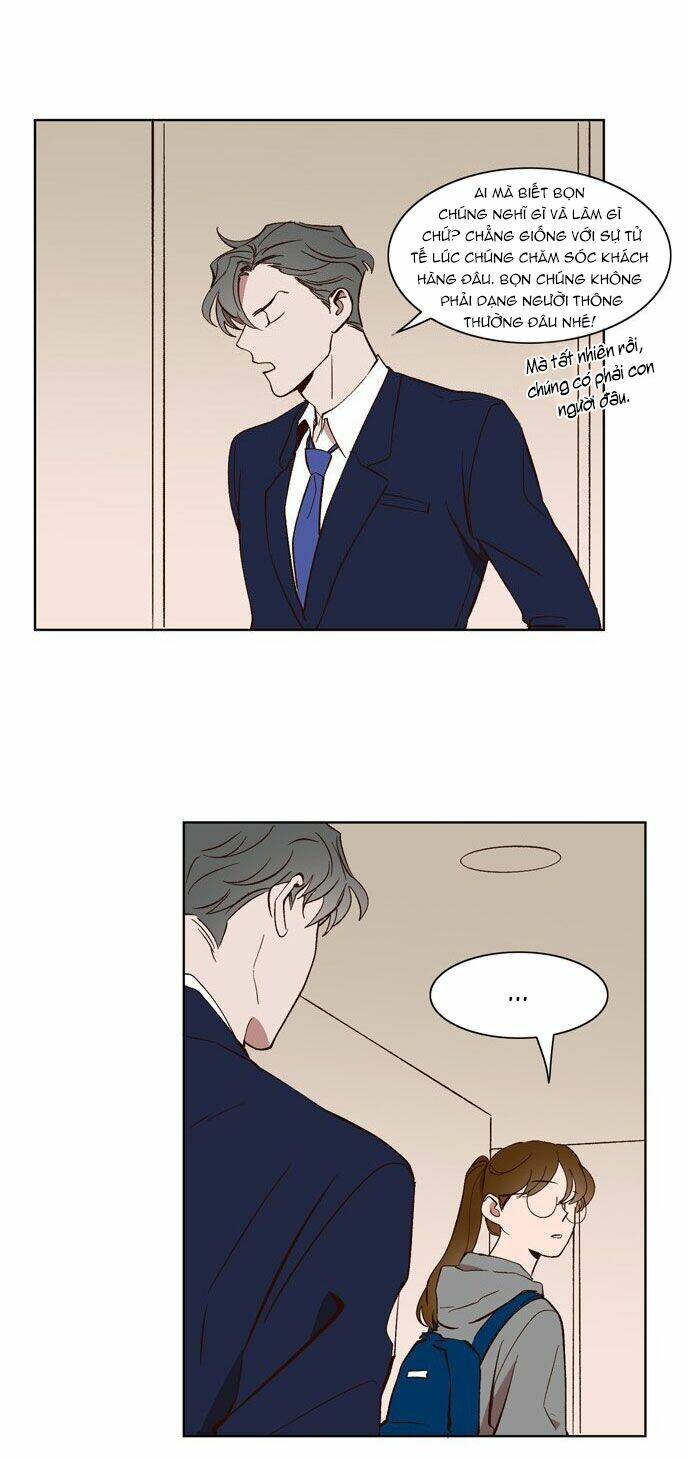 AI MÀ BIẾT BỌN
CHÚNG NGHĨ GÌ VÀ LÀM GÌ
CHỨ? CHẲNG GIỐNG VỚI SỰ TỬ
TẾ LÚC CHÚNG CHĂM SÓC KHÁCH
HÀNG ĐÂU. BỌN CHÚNG KHÔNG
PHẢI DẠNG NGƯỜI THÔNG
THƯỜNG ĐÂU NHÉ!
Mà tất nhiên rồi,
chúng có phải con
người đâu.
...